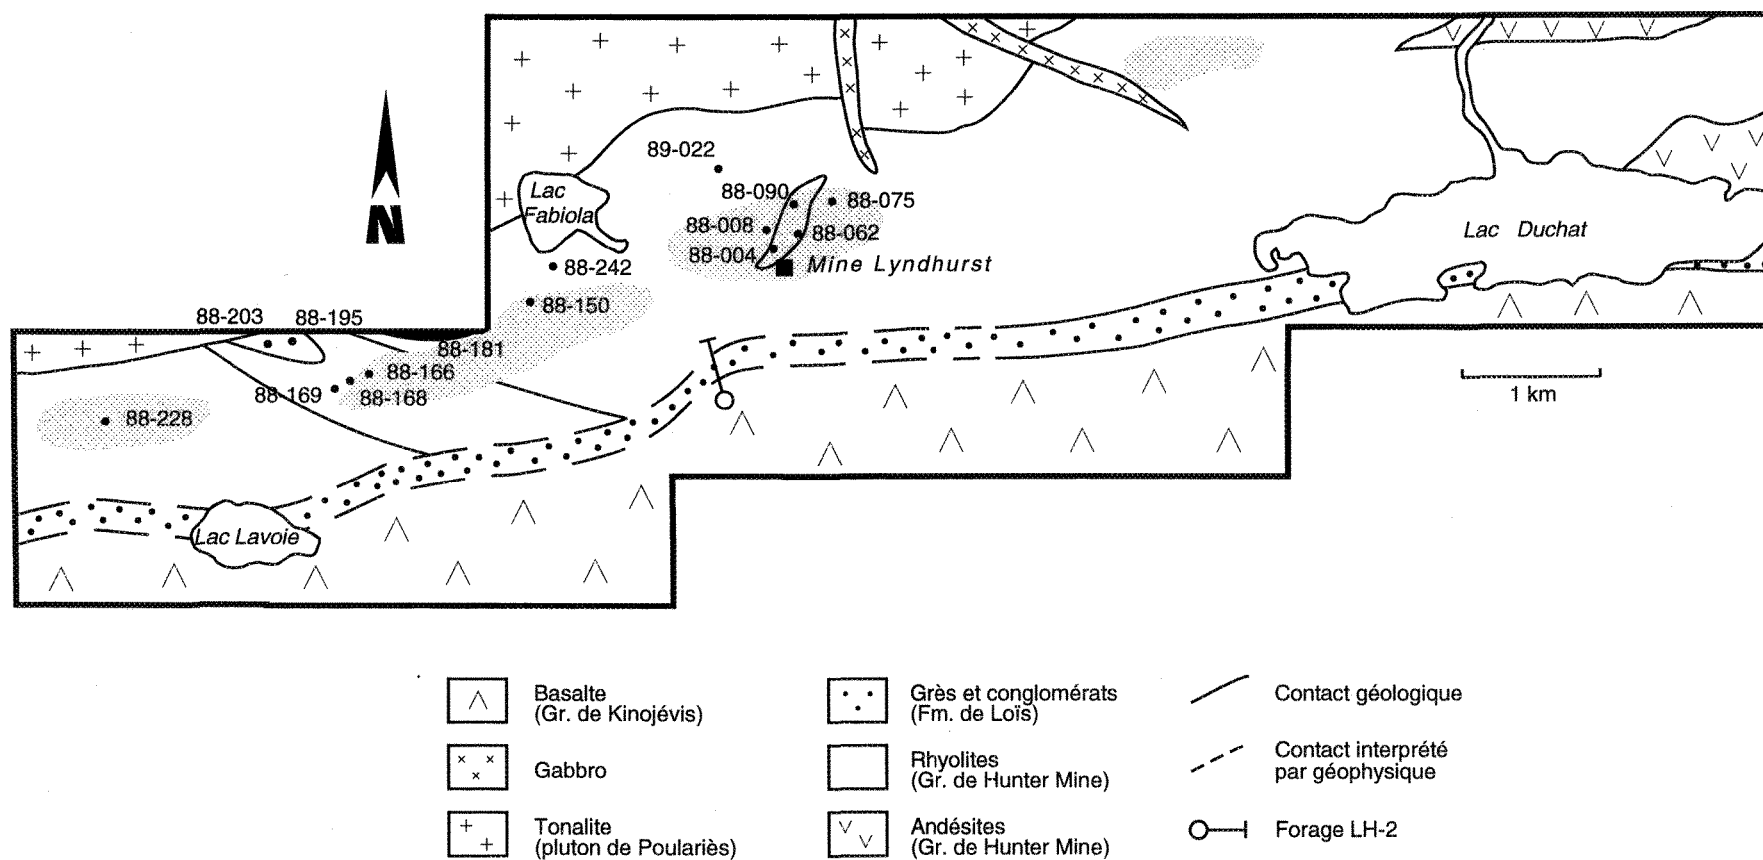 89-022
Lac
Fabiola
88-090
88-075
88-008
88-062
88-004
Mine Lyndhurst
Lac Duchat
N
88-242
88-150
88-203
88-195
88-181
88-166
88-169
88-168
88-228
1 km
Lac Lavoie
Basalte
(Gr. de Kinojévis)
Gabbro
Tonalite
(pluton de Poulariès)
Grès et conglomérats
(Fm. de Loïs)
Rhyolites
(Gr. de Hunter Mine)
Andésites
(Gr. de Hunter Mine)
Contact géologique
Contact interprété
par géophysique
Forage LH-2